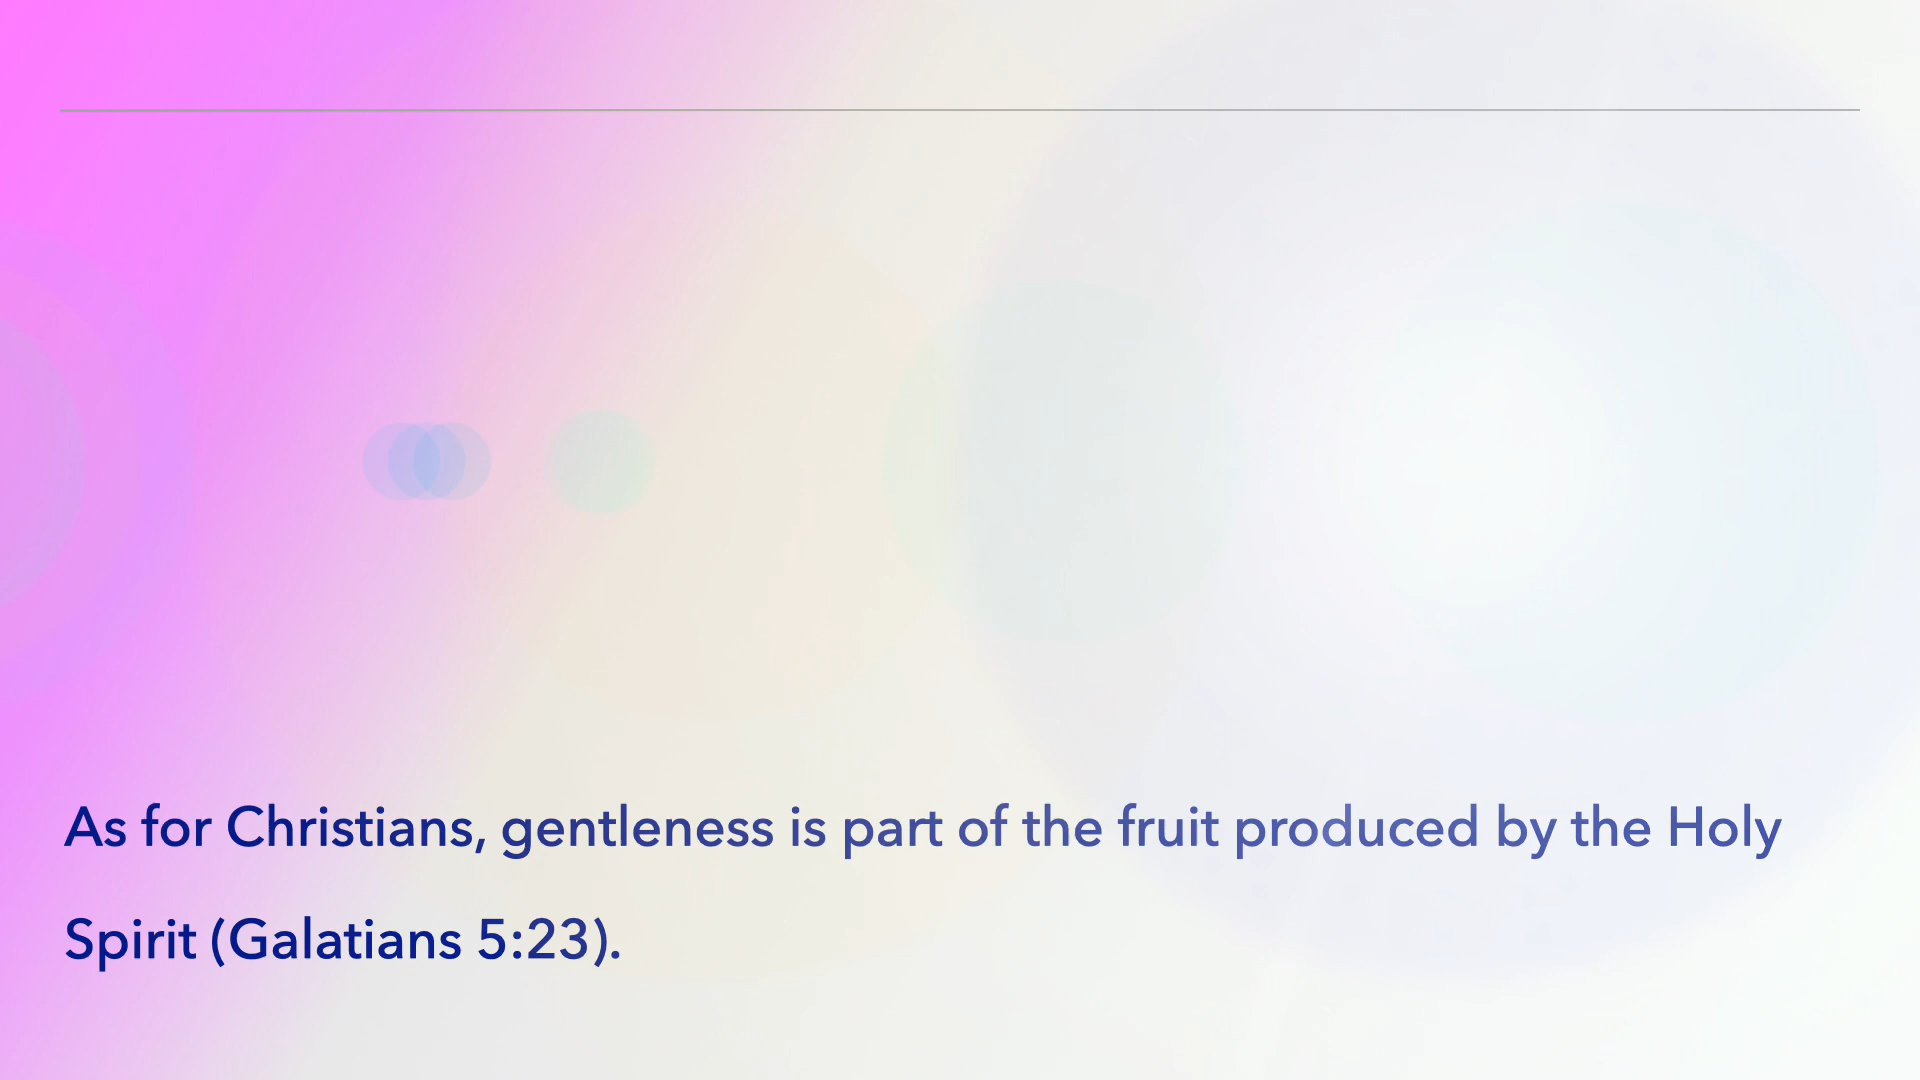 As for Christians, gentleness is part of the fruit produced by the Holy
Spirit (Galatians 5:23).